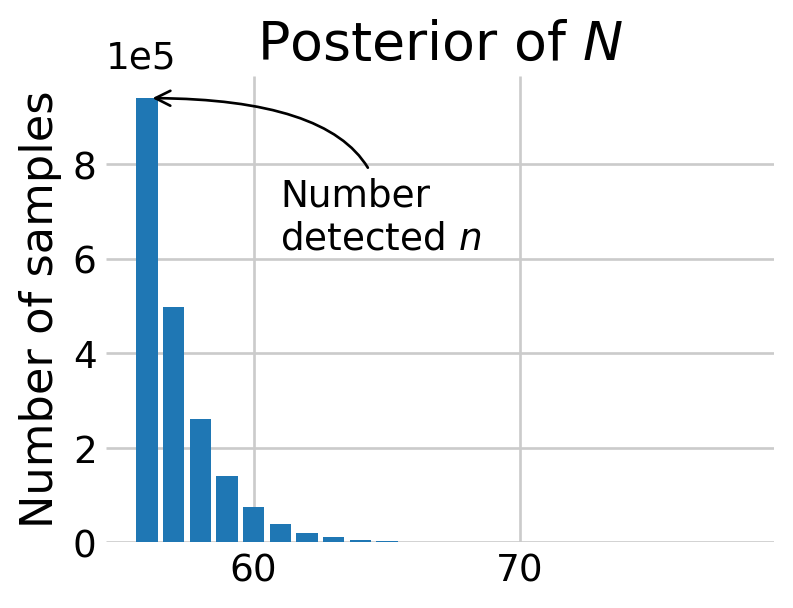 Posterior of N
1e5
Number of samples
8
6
4
2
0
Number
detected n
60
70